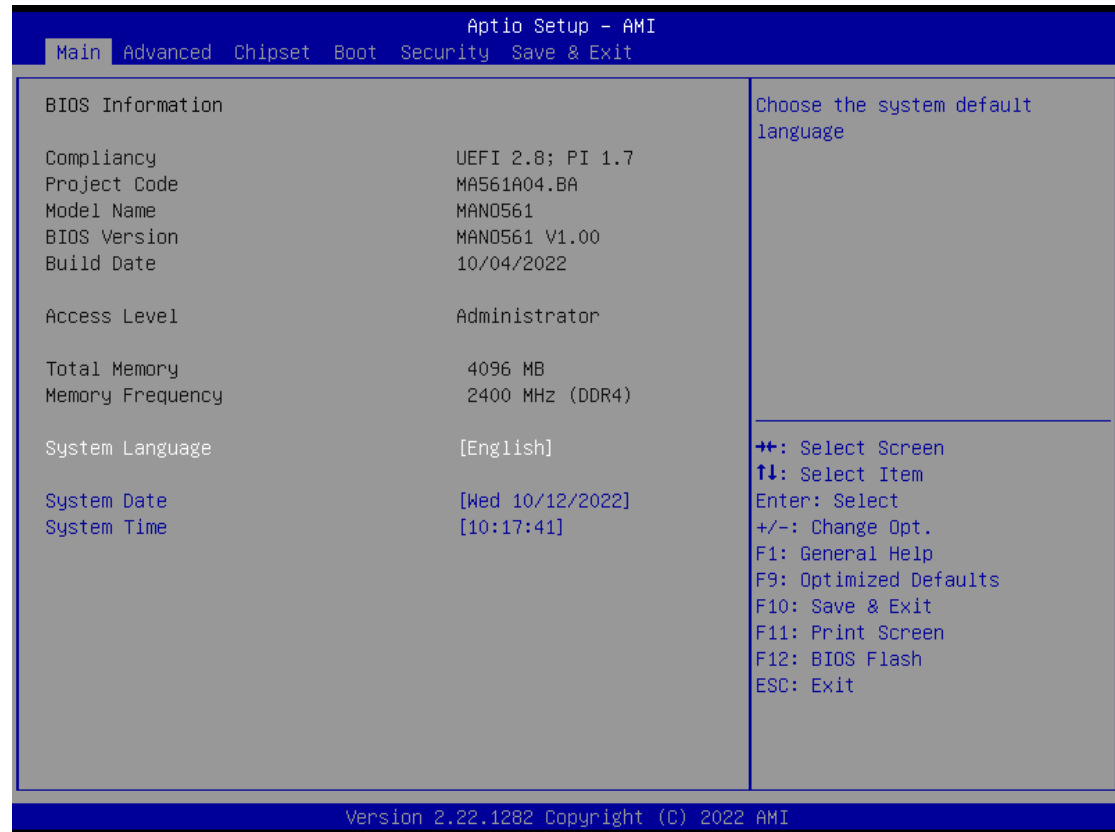 Aptio Setup – AMI
Main Advanced Chipset Boot Security Save & Exit
BIOS Information
Compliancy UEFI 2.8; PI 1.7
Project Code MA561A04.BA
Model Name MANO561
BIOS Version MANO561 V1.00
Build Date 10/04/2022
Access Level Administrator
Total Memory 4096 MB
Memory Frequency 2400 MHz (DDR4)
System Language [English]
System Date [Wed 10/12/2022]
System Time [10:17:41]
Choose the system default
language
→←: Select Screen
↑↓: Select Item
Enter: Select
+/-: Change Opt.
F1: General Help
F9: Optimized Defaults
F10: Save & Exit
F11: Print Screen
F12: BIOS Flash
ESC: Exit
Version 2.22.1282 Copyright (C) 2022 AMI